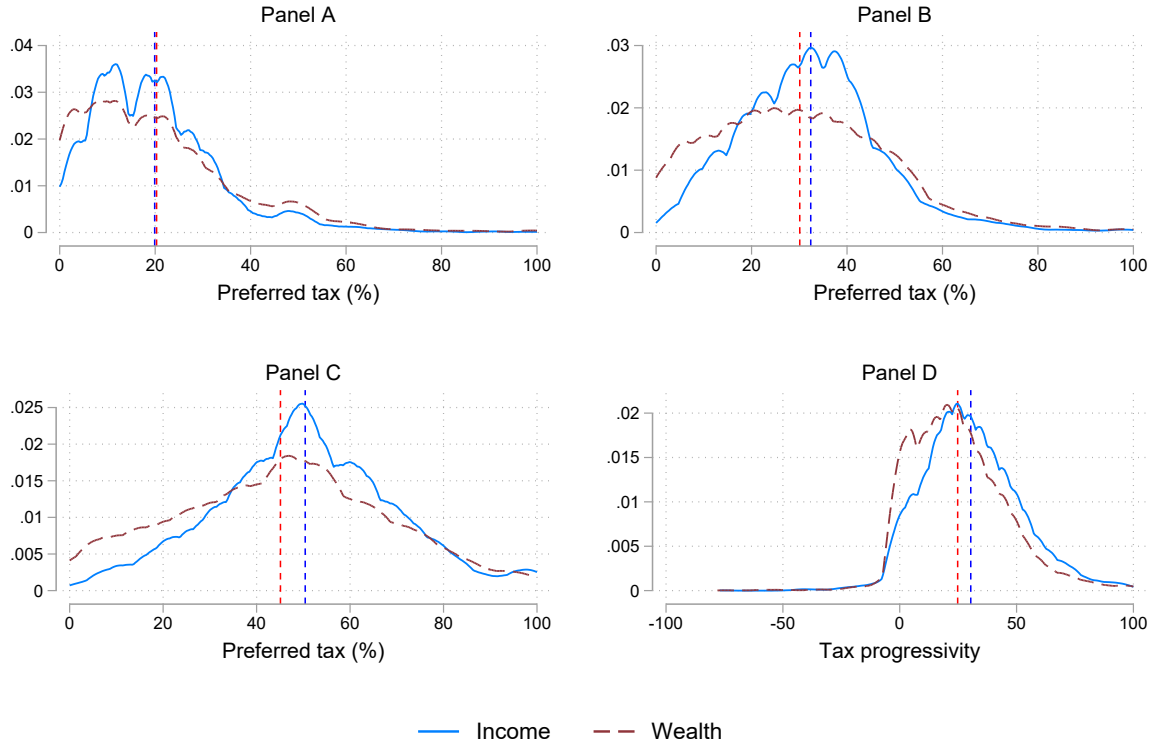 Panel A
.04
.03
.02
.01
0
0 20 40 60 80 100
Preferred tax (%)
Panel B
.03
.02
.01
0
0 20 40 60 80 100
Preferred tax (%)
Panel C
.025
.02
.015
.01
.005
0
0 20 40 60 80 100
Preferred tax (%)
Panel D
.02
.015
.01
.005
0
-100 -50 0 50 100
Tax progressivity
Income Wealth